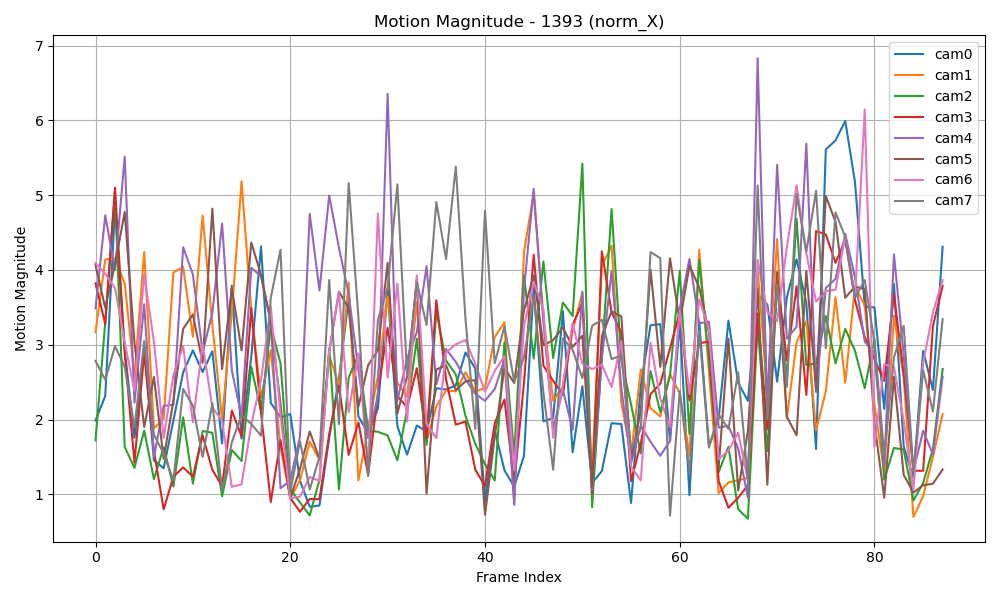 Motion Magnitude - 1393 (norm_X)
Motion Magnitude
7
6
5
4
3
2
1
0
20
40
60
80
Frame Index
cam0
cam1
cam2
cam3
cam4
cam5
cam6
cam7